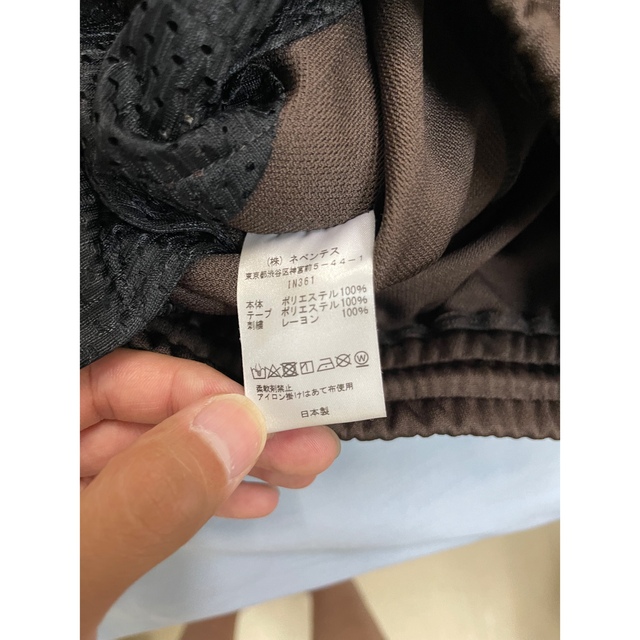 (株) ネペンテス
東京都渋谷区神宮前5-44-1
IN361
本体 ポリエステル100%
テープ ポリエステル100%
刺繍 レーヨン 100%
柔軟剤禁止
アイロン掛けはあて布使用
日本製